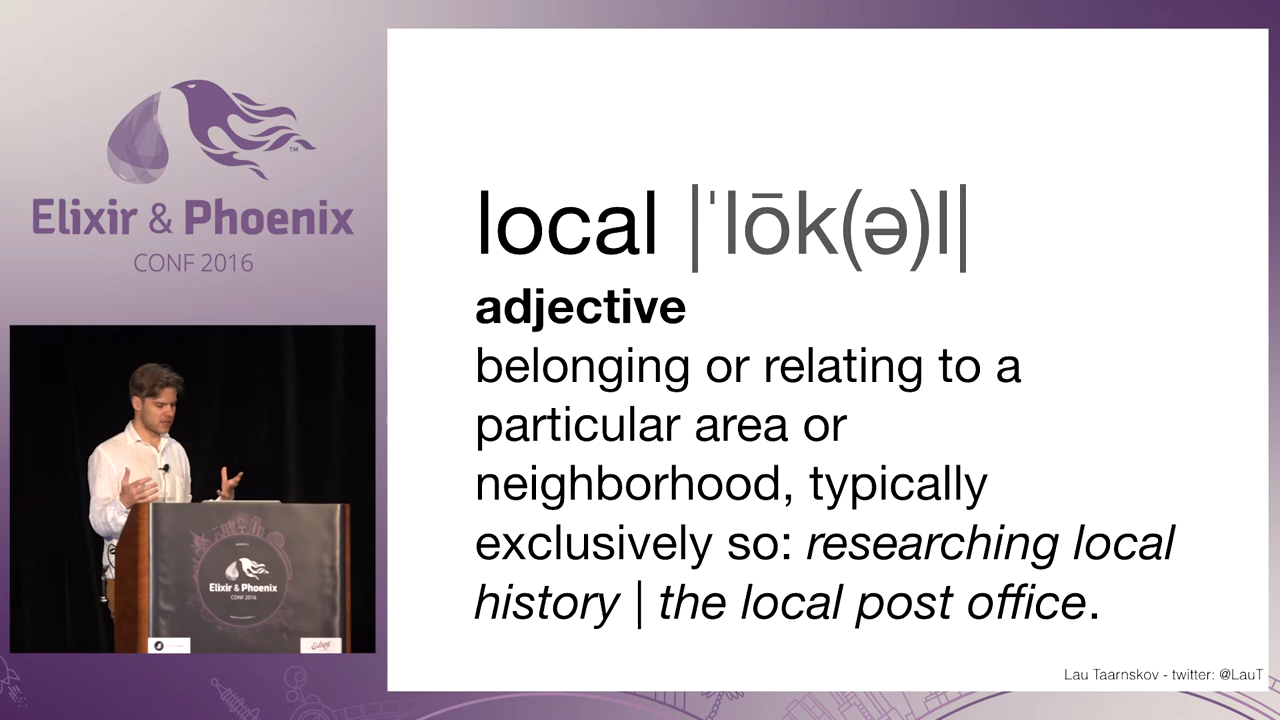 TM
Elixir & Phoenix
CONF 2016
local |ˈlōk(ə)l|
adjective
belonging or relating to a
particular area or
neighborhood, typically
exclusively so: researching local
history | the local post office.
Elixir & Phoenix
CONF 2016
Lau Taarnskov - twitter: @LauT